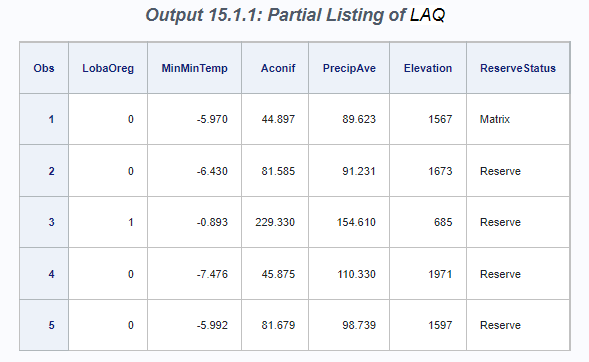 Output 15.1.1: Partial Listing of LAQ
Obs LobaOreg MinMinTemp Aconif PrecipAve Elevation ReserveStatus
1 0 -5.970 44.897 89.623 1567 Matrix
2 0 -6.430 81.585 91.231 1673 Reserve
3 1 -0.893 229.330 154.610 685 Reserve
4 0 -7.476 45.875 110.330 1971 Reserve
5 0 -5.992 81.679 98.739 1597 Reserve